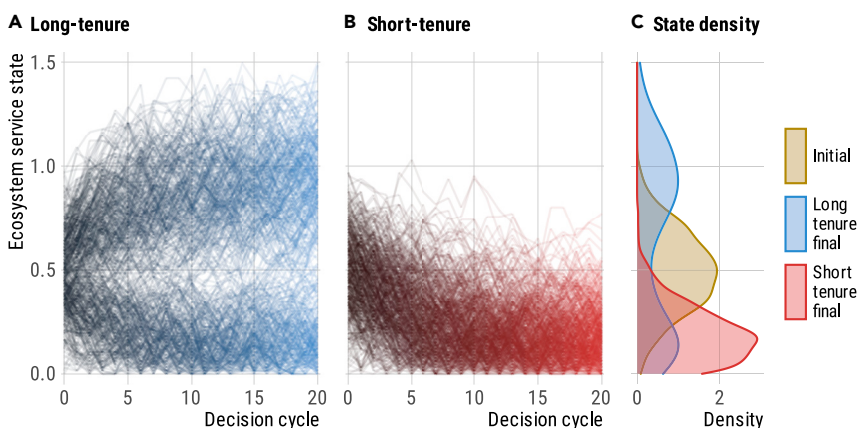 A Long-tenure
B Short-tenure
C State density
Ecosystem service state
1.5
1.0
0.5
0.0
0 5 10 15 20
Decision cycle
0 5 10 15 20
Decision cycle
0 2
Density
Initial
Long
tenure
final
Short
tenure
final